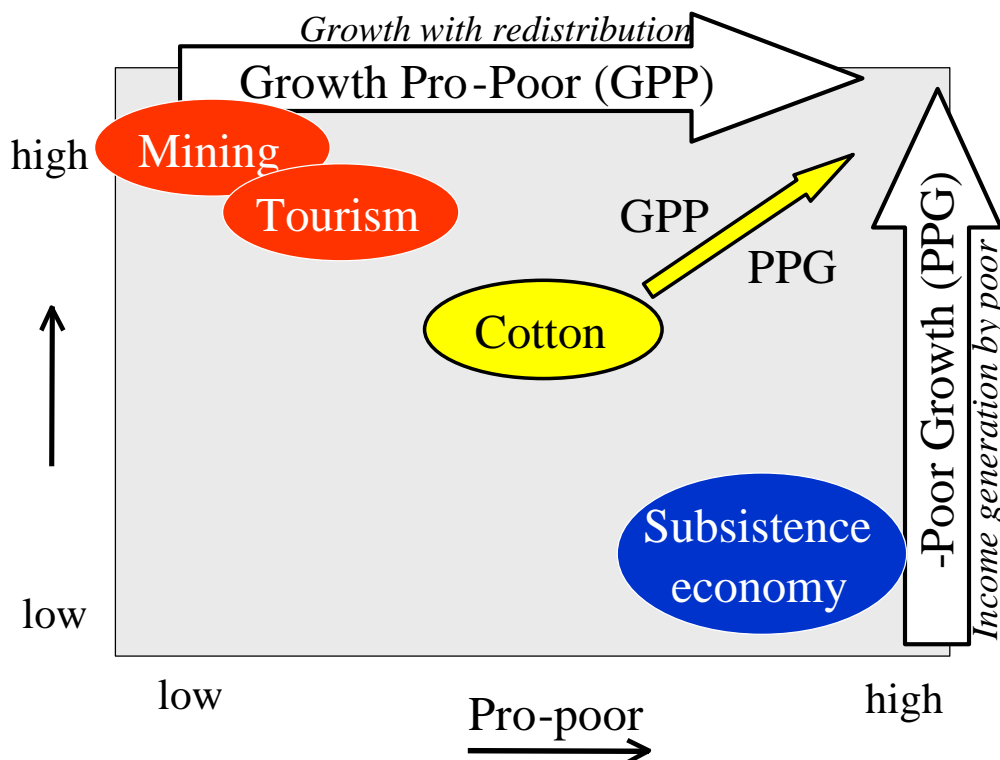 Growth with redistribution
Growth Pro-Poor (GPP)
high
Mining
Tourism
GPP
PPG
Cotton
-Poor Growth (PPG)
Income generation by poor
Subsistence
economy
low
low
high
Pro-poor